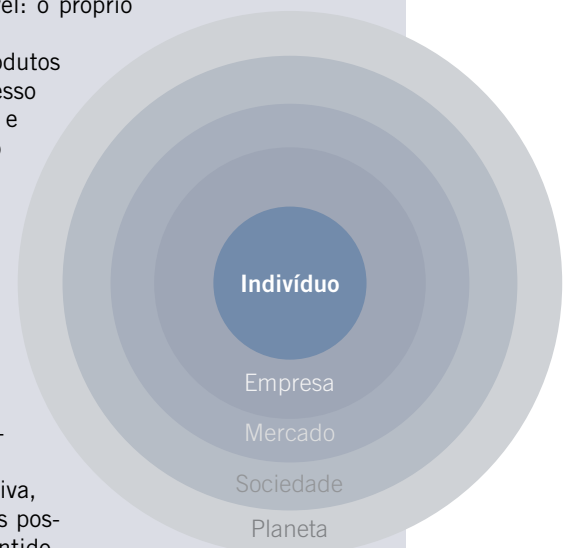 el: o próprio
odutos
esso
e
Indivíduo
Empresa
Mercado
Sociedade
Planeta
iva,
s pos-
ntido